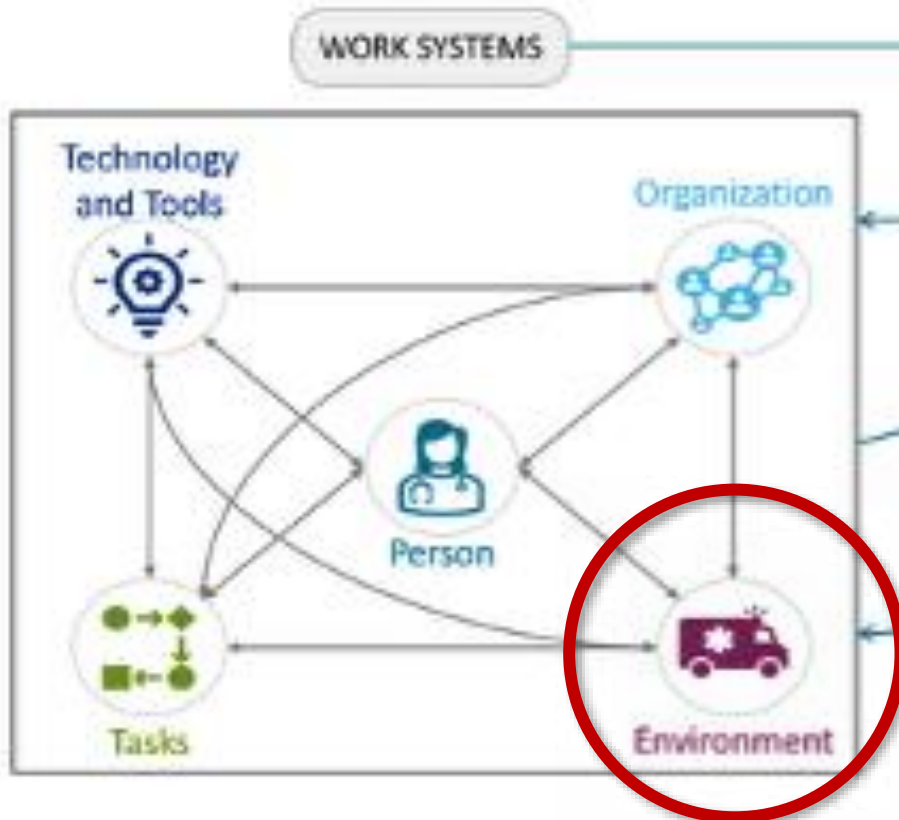 WORK SYSTEMS
Technology
and Tools
Organization
Person
Tasks
Environment